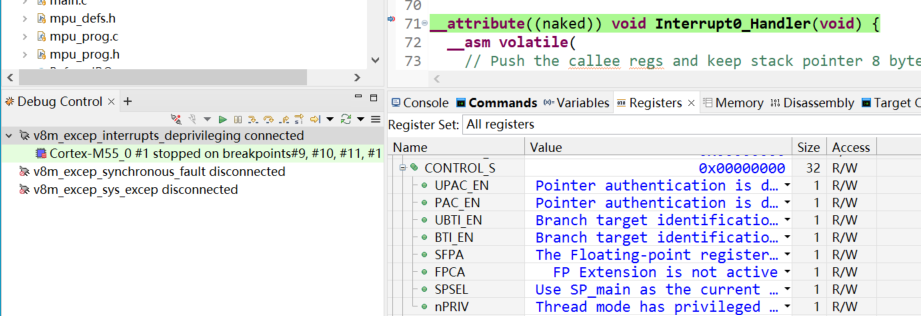 main.c
mpu_defs.h
mpu_prog.c
mpu_prog.h
70
71 __attribute((naked)) void Interrupt0_Handler(void) {
72 __asm volatile(
73 // Push the callee regs and keep stack pointer 8 byte
Debug Control
v8m_excep_interrupts_deprivileging connected
Cortex-M55_0 #1 stopped on breakpoints#9, #10, #11, #1
v8m_excep_synchronous_fault disconnected
v8m_excep_sys_excep disconnected
Console Commands Variables Registers Memory Disassembly Target C
Register Set: All registers
Name Value Size Access
CONTROL_S 0x00000000 32 R/W
UPAC_EN Pointer authentication is d... 1 R/W
PAC_EN Pointer authentication is d... 1 R/W
UBTI_EN Branch target identificatio... 1 R/W
BTI_EN Branch target identificatio... 1 R/W
SFPA The Floating-point register... 1 R/W
FPCA FP Extension is not active 1 R/W
SPSEL Use SP_main as the current ... 1 R/W
nPRIV Thread mode has privileged ... 1 R/W